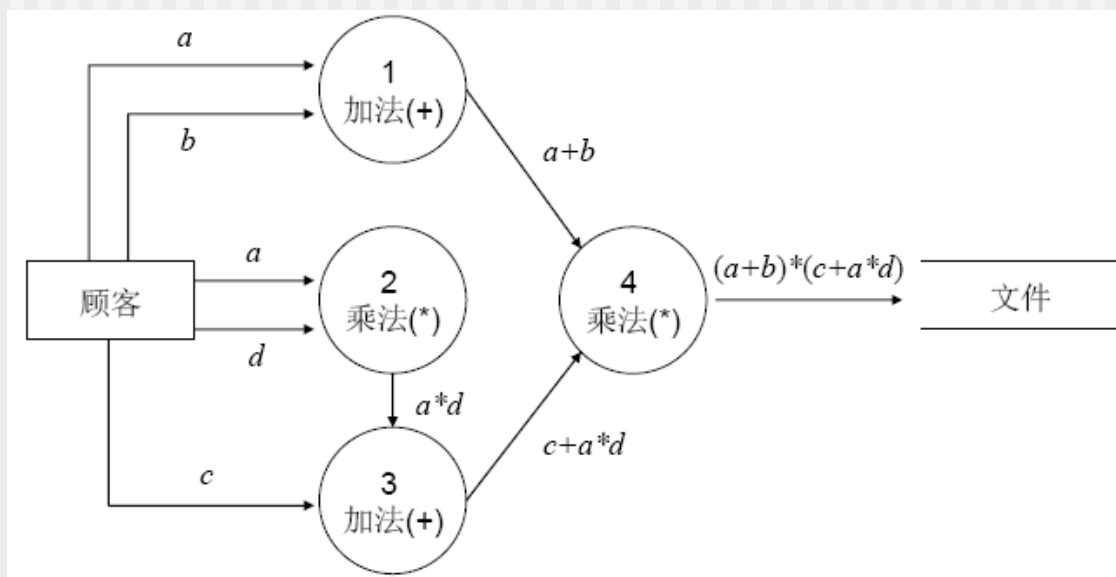 a
1
加法(+)
b
a+b
顾客
a
2
乘法(*)
d
a*d
c
3
加法(+)
c+a*d
4
乘法(*)
(a+b)*(c+a*d)
文件